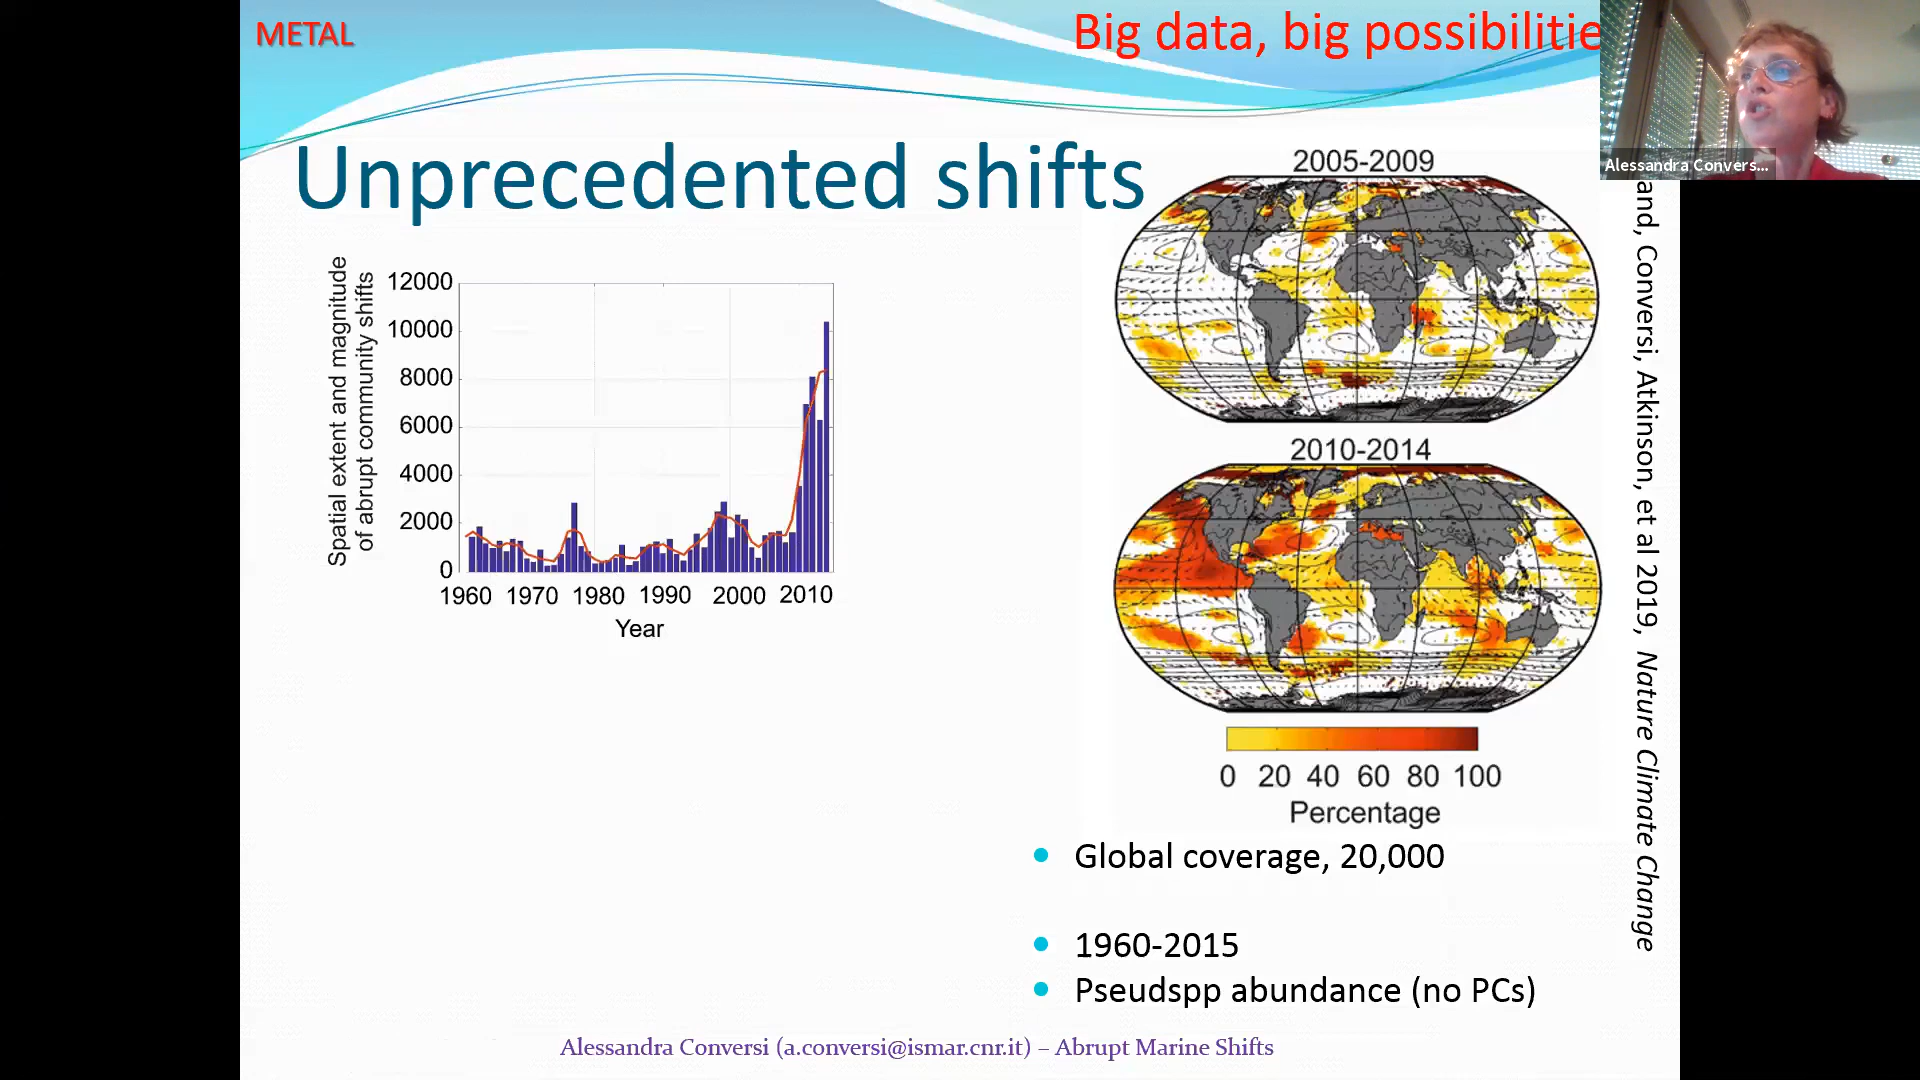 METAL
Big data, big possibilitie
Alessandra Convers...
Unprecedented shifts
Spatial extent and magnitude
of abrupt community shifts
12000
10000
8000
6000
4000
2000
0
1960 1970 1980 1990 2000 2010
Year
2005-2009
2010-2014
0 20 40 60 80 100
Percentage
and, Conversi, Atkinson, et al 2019, Nature Climate Change
• Global coverage, 20,000
• 1960-2015
• Pseudspp abundance (no PCs)
Alessandra Conversi (a.conversi@ismar.cnr.it) – Abrupt Marine Shifts